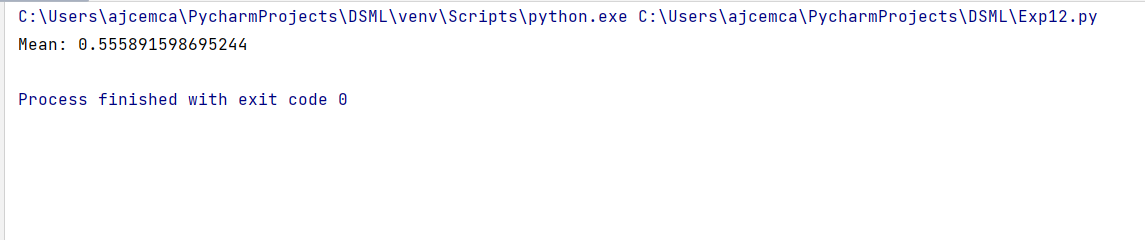 C:\Users\ajcemca\PycharmProjects\DSML\venv\Scripts\python.exe C:\Users\ajcemca\PycharmProjects\DSML\Exp12.py
Mean: 0.555891598695244
Process finished with exit code 0